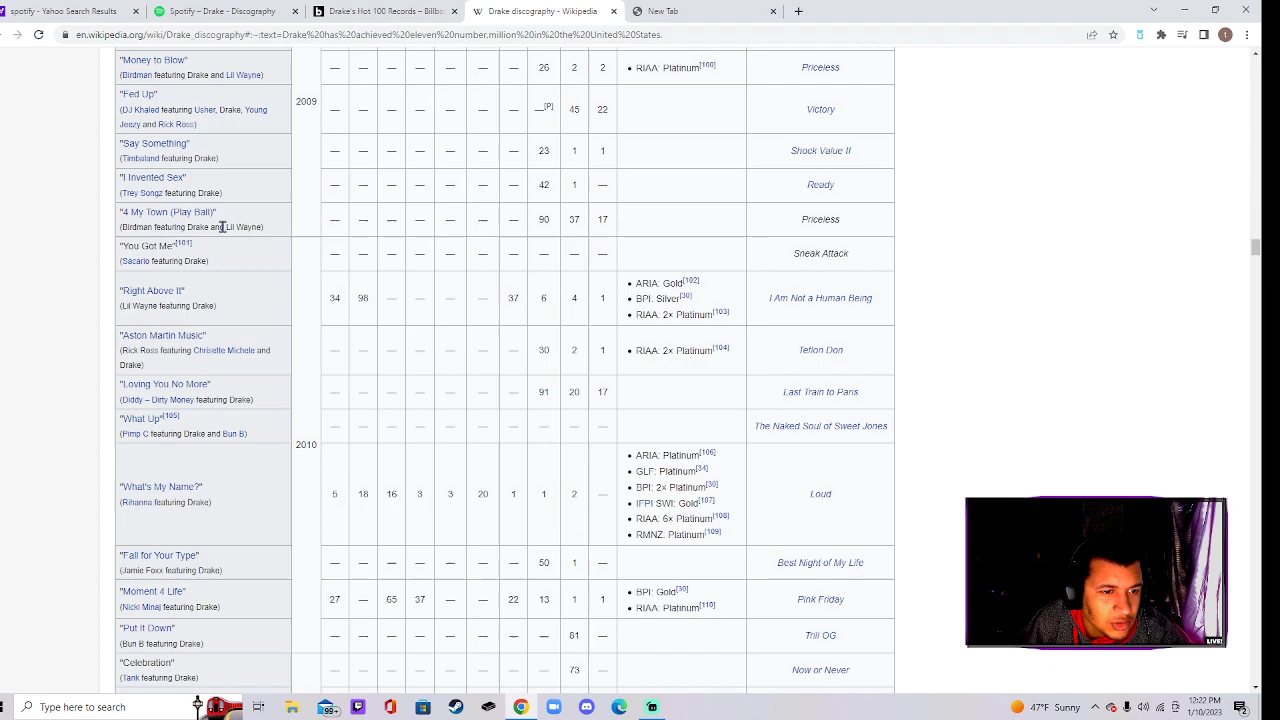 spotify - Yahoo Search Results
Spotify – Drake - Discography
Drake's Hot 100 Records – Billb
Drake discography - Wikipedia
New Tab
en.wikipedia.org/wiki/Drake_discography#:~:text=Drake%20has%20achieved%20eleven%20number,million%20in%20the%20United%20States.
t
"Money to Blow"
(Birdman featuring Drake and Lil Wayne)
— — — — — — — 26 2 2
• RIAA: Platinum[100]
Priceless
2009
"Fed Up"
(DJ Khaled featuring Usher, Drake, Young
Jeezy and Rick Ross)
— — — — — — — —[P] 45 22
Victory
"Say Something"
(Timbaland featuring Drake)
— — — — — — — 23 1 1
Shock Value II
"I Invented Sex"
(Trey Songz featuring Drake)
— — — — — — — 42 1 —
Ready
"4 My Town (Play Ball)"
(Birdman featuring Drake and Lil Wayne)
— — — — — — — 90 37 17
Priceless
"You Got Me"[101]
(Sacario featuring Drake)
— — — — — — — — — —
Sneak Attack
2010
"Right Above It"
(Lil Wayne featuring Drake)
34 98 — — — — 37 6 4 1
• ARIA: Gold[102]
• BPI: Silver[30]
• RIAA: 2× Platinum[103]
I Am Not a Human Being
"Aston Martin Music"
(Rick Ross featuring Chrisette Michele and
Drake)
— — — — — — — 30 2 1
• RIAA: 2× Platinum[104]
Teflon Don
"Loving You No More"
(Diddy – Dirty Money featuring Drake)
— — — — — — — 91 20 17
Last Train to Paris
"What Up"[105]
(Pimp C featuring Drake and Bun B)
— — — — — — — — — —
The Naked Soul of Sweet Jones
"What's My Name?"
(Rihanna featuring Drake)
5 18 16 3 3 20 1 1 2 —
• ARIA: Platinum[106]
• GLF: Platinum[34]
• BPI: 2× Platinum[30]
• IFPI SWI: Gold[107]
• RIAA: 6× Platinum[108]
• RMNZ: Platinum[109]
Loud
"Fall for Your Type"
(Jamie Foxx featuring Drake)
— — — — — — — 50 1 —
Best Night of My Life
"Moment 4 Life"
(Nicki Minaj featuring Drake)
27 — 65 37 — — 22 13 1 1
• BPI: Gold[30]
• RIAA: Platinum[110]
Pink Friday
"Put It Down"
(Bun B featuring Drake)
— — — — — — — — 81 —
Trill OG
"Celebration"
(Tank featuring Drake)
— — — — — — — — 73 —
Now or Never
LIVE!
Type here to search
99+
47°F Sunny
12:22 PM
1/10/2023
2